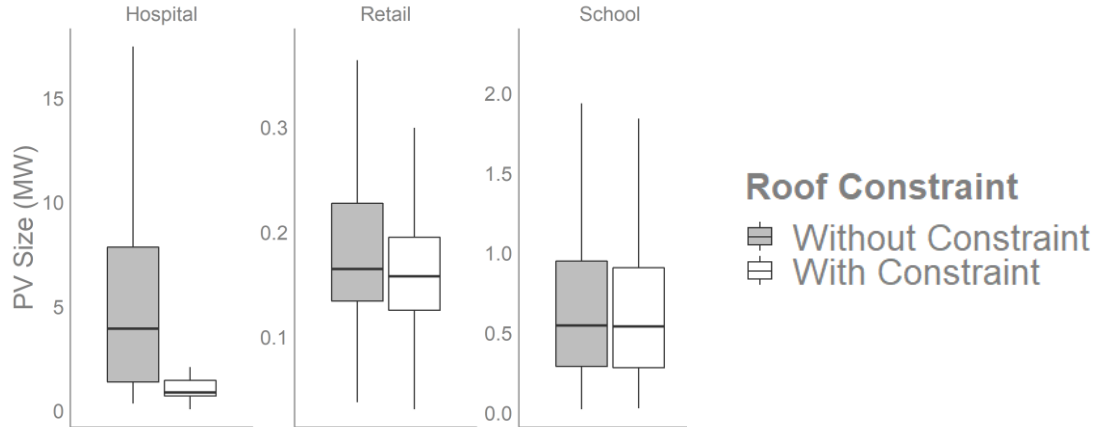 Hospital
Retail
School
PV Size (MW)
15
10
5
0
0.3
0.2
0.1
2.0
1.5
1.0
0.5
0.0
Roof Constraint
Without Constraint
With Constraint